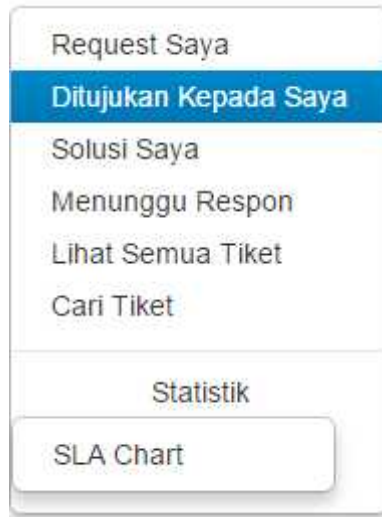 Request Saya
Ditujukan Kepada Saya
Solusi Saya
Menunggu Respon
Lihat Semua Tiket
Cari Tiket
Statistik
SLA Chart